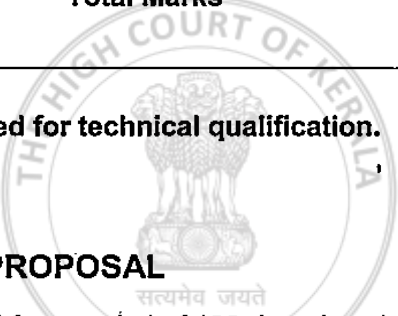 Total Marks
THE HIGH COURT OF KERALA
ed for technical qualification.
PROPOSAL
सत्यमेव जयते